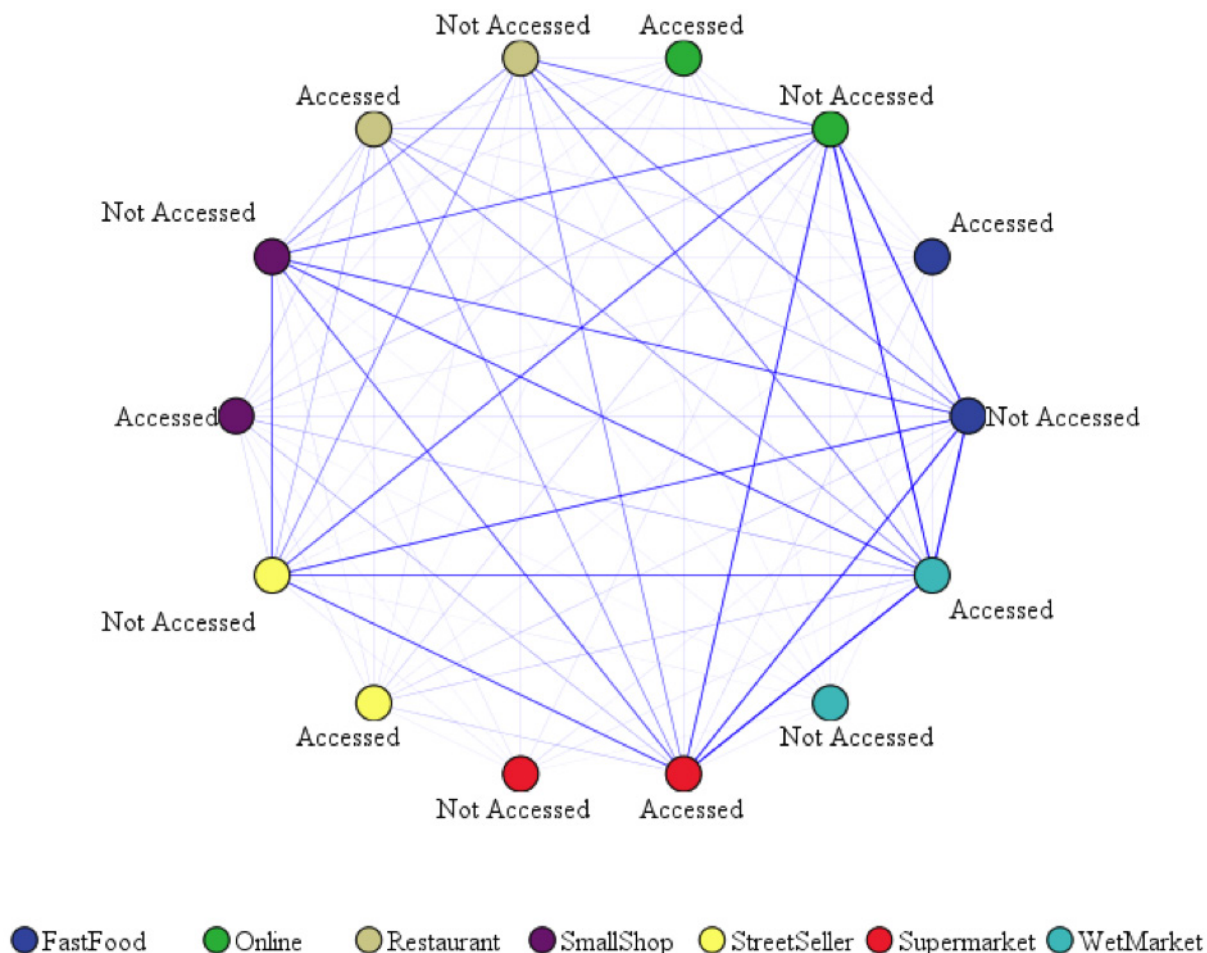 Not Accessed
Accessed
Accessed
Not Accessed
Not Accessed
Accessed
Accessed
Not Accessed
Not Accessed
Accessed
Accessed
Not Accessed
Not Accessed
Accessed
FastFood
Online
Restaurant
SmallShop
StreetSeller
Supermarket
WetMarket